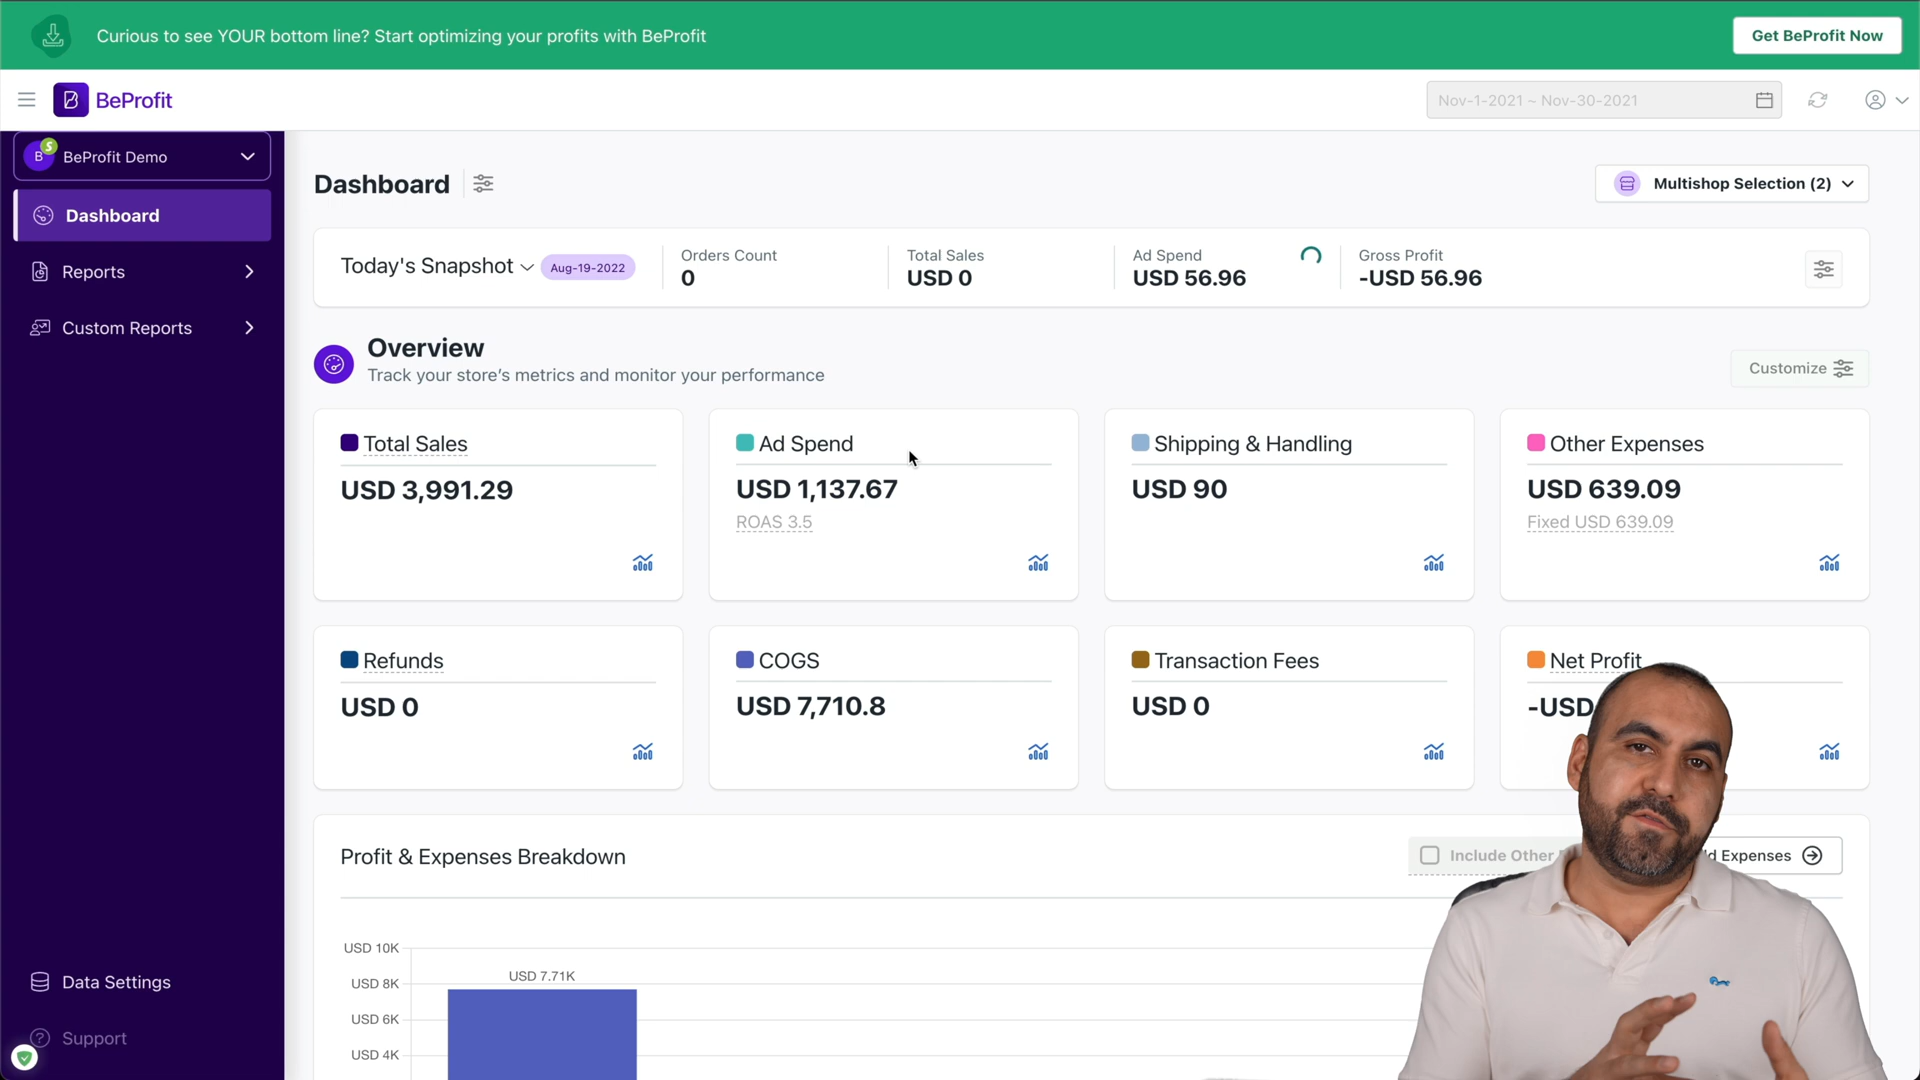 Curious to see YOUR bottom line? Start optimizing your profits with BeProfit
Get BeProfit Now
BeProfit
Nov-1-2021 ~ Nov-30-2021
B
S
BeProfit Demo
Dashboard
Reports
Custom Reports
Data Settings
Support
Dashboard
Multishop Selection (2)
Today's Snapshot
Aug-19-2022
Orders Count
0
Total Sales
USD 0
Ad Spend
USD 56.96
Gross Profit
-USD 56.96
Overview
Track your store's metrics and monitor your performance
Customize
Total Sales
USD 3,991.29
Ad Spend
USD 1,137.67
ROAS 3.5
Shipping & Handling
USD 90
Other Expenses
USD 639.09
Fixed USD 639.09
Refunds
USD 0
COGS
USD 7,710.8
Transaction Fees
USD 0
Net Profit
-USD
Profit & Expenses Breakdown
Include Other
Expenses
USD 10K
USD 8K
USD 6K
USD 4K
USD 7.71K